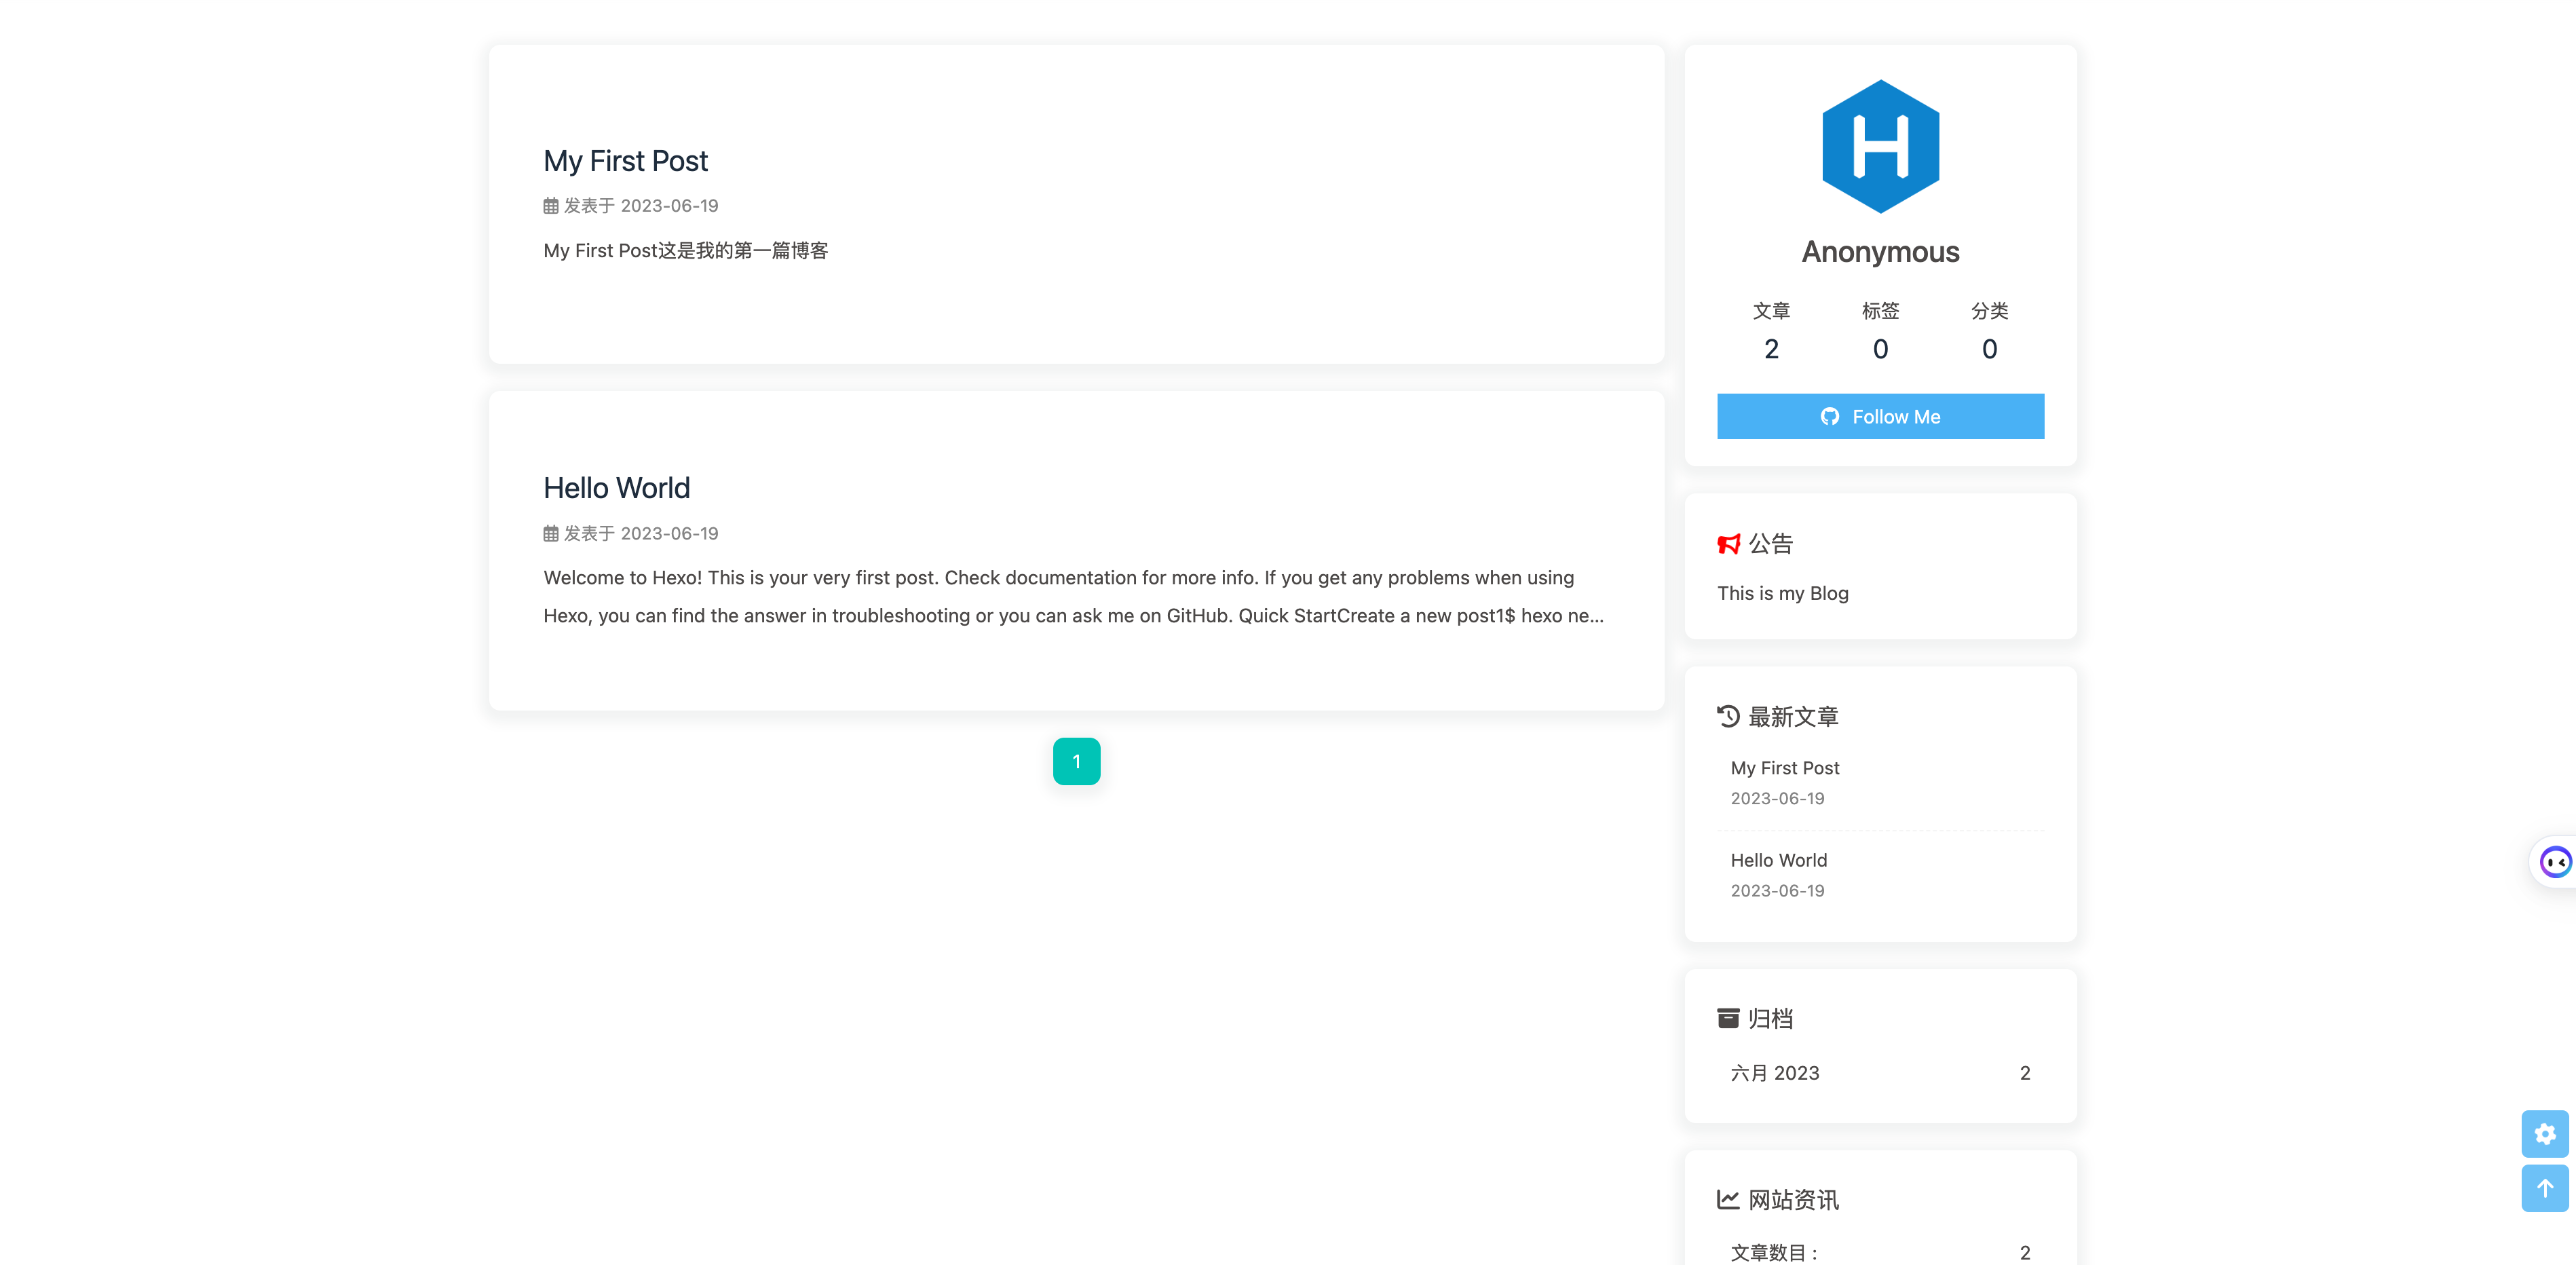 My First Post
发表于 2023-06-19
My First Post这是我的第一篇博客
Hello World
发表于 2023-06-19
Welcome to Hexo! This is your very first post. Check documentation for more info. If you get any problems when using
Hexo, you can find the answer in troubleshooting or you can ask me on GitHub. Quick StartCreate a new post1$ hexo ne...
1
H
Anonymous
文章 标签 分类
2 0 0
Follow Me
公告
This is my Blog
最新文章
My First Post
2023-06-19
Hello World
2023-06-19
归档
六月 2023 2
网站资讯
文章数目 : 2